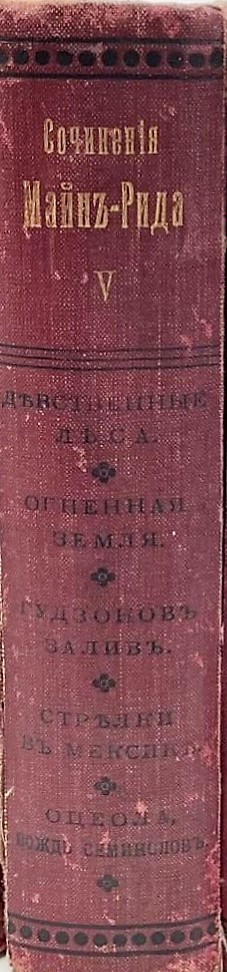 Сочиненія
Майнъ-Рида
V
ДѢВСТВЕННЫЕ
ЛѢСА.
ОГНЕННАЯ
ЗЕМЛЯ.
ГУДЗОНОВЪ
ЗАЛИВЪ.
СТРѢЛКИ
ВЪ МЕКСИКѢ.
ОЦЕОЛА,
ВОЖДЬ СЕМИНОЛОВЪ.